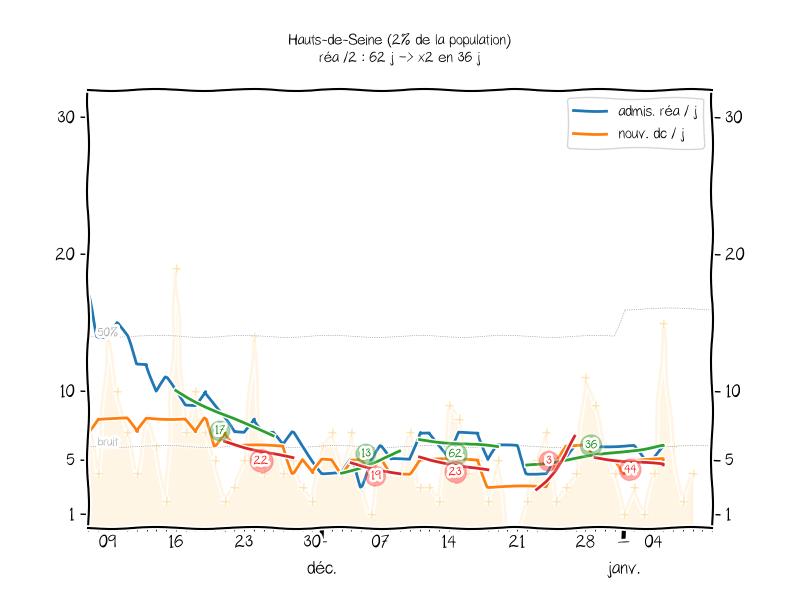 Hauts-de-Seine (2% de la population)
réa /2 : 62 j -> x2 en 36 j
admis. réa / j
nouv. dc / j
30 30
20 20
50%
10 10
bruit
17 22 13 19 62 23 3 36 44
5 5
1 1
09 16 23 30 07 14 21 28 04
déc. janv.